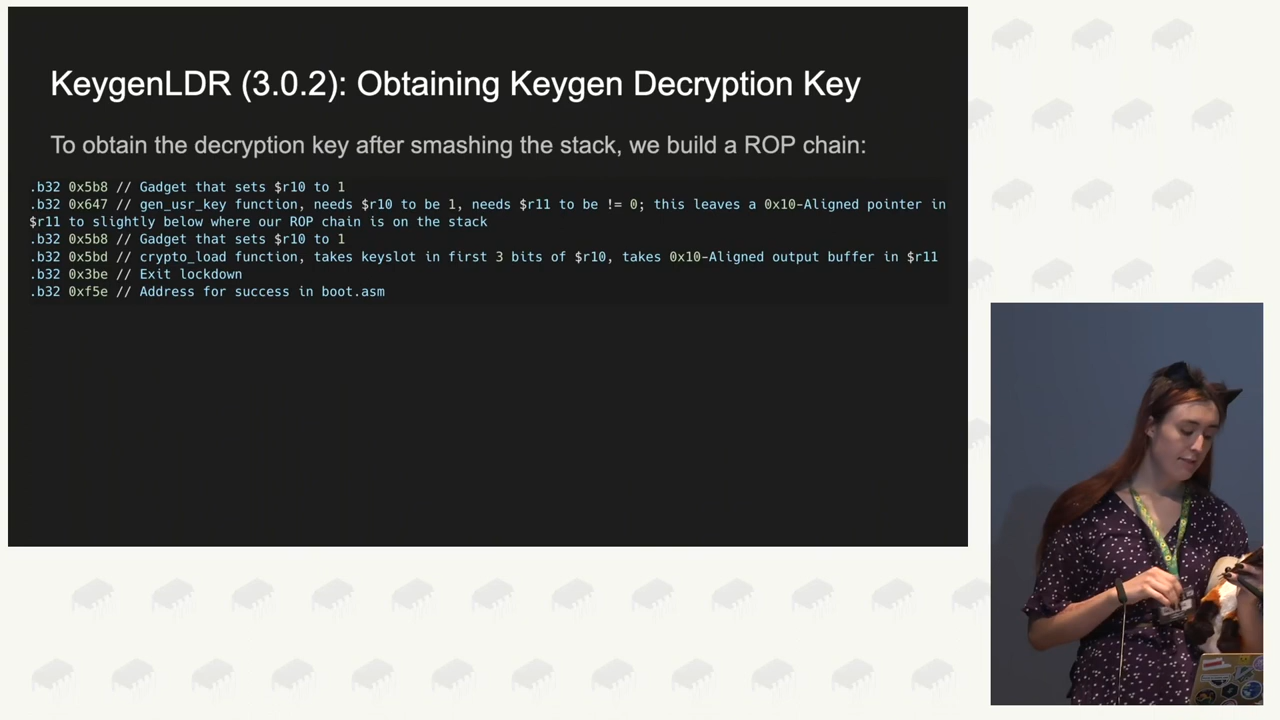 KeygenLDR (3.0.2): Obtaining Keygen Decryption Key
To obtain the decryption key after smashing the stack, we build a ROP chain:
.b32 0x5b8 // Gadget that sets $r10 to 1
.b32 0x647 // gen_usr_key function, needs $r10 to be 1, needs $r11 to be != 0; this leaves a 0x10-Aligned pointer in
$r11 to slightly below where our ROP chain is on the stack
.b32 0x5b8 // Gadget that sets $r10 to 1
.b32 0x5bd // crypto_load function, takes keyslot in first 3 bits of $r10, takes 0x10-Aligned output buffer in $r11
.b32 0x3be // Exit lockdown
.b32 0xf5e // Address for success in boot.asm